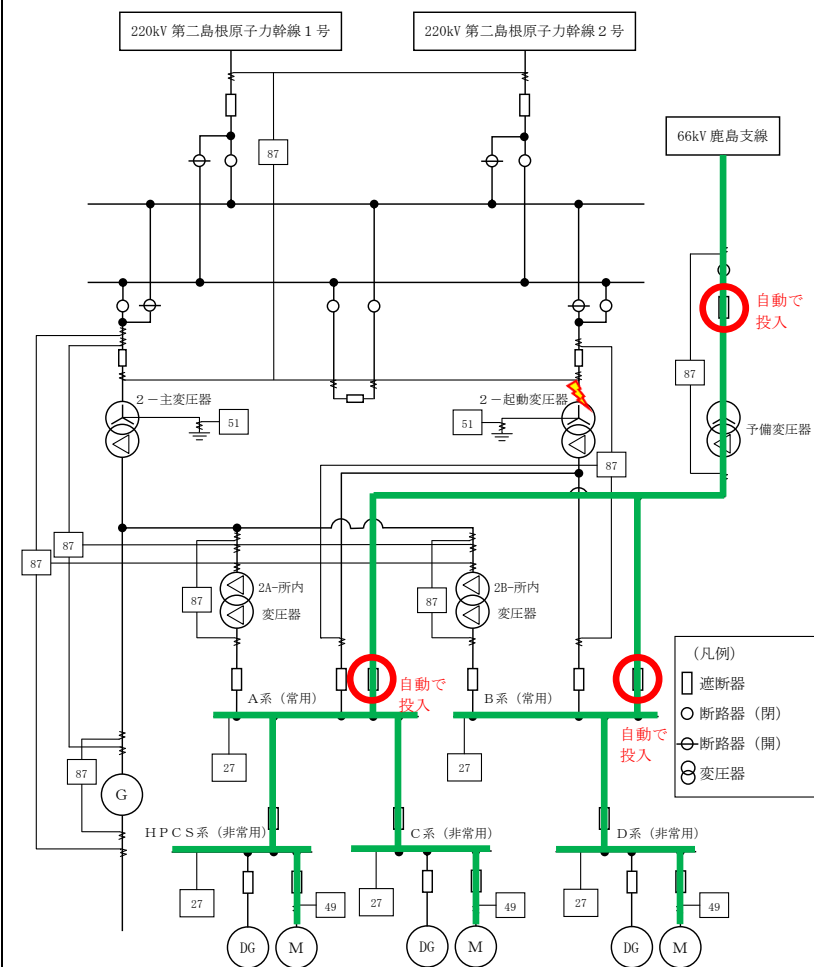 220kV 第二島根原子力幹線１号
220kV 第二島根原子力幹線２号
66kV 鹿島支線
87
自動で
投入
87
２－主変圧器
51
２－起動変圧器
51
予備変圧器
87
87
87
2A-所内
変圧器
87
2B-所内
変圧器
87
(凡例)
遮断器
断路器（閉）
断路器（開）
変圧器
自動で
投入
自動で
投入
Ａ系（常用）
Ｂ系（常用）
27
27
87
G
ＨＰＣＳ系（非常用）
Ｃ系（非常用）
Ｄ系（非常用）
27
49
27
49
27
49
DG
M
DG
M
DG
M